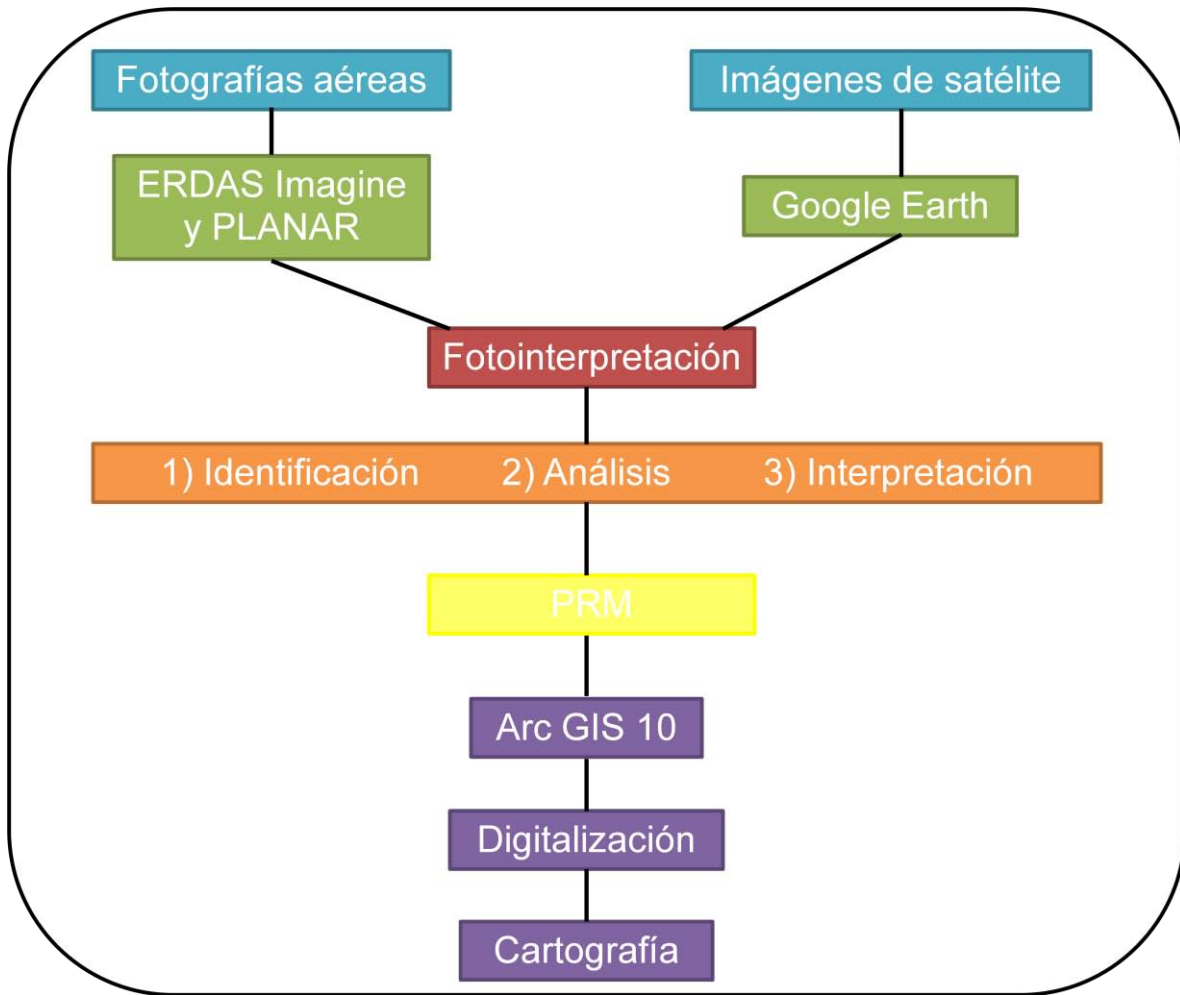 Fotografías aéreas
Imágenes de satélite
ERDAS Imagine
y PLANAR
Google Earth
Fotointerpretación
1) Identificación 2) Análisis 3) Interpretación
PRM
Arc GIS 10
Digitalización
Cartografía